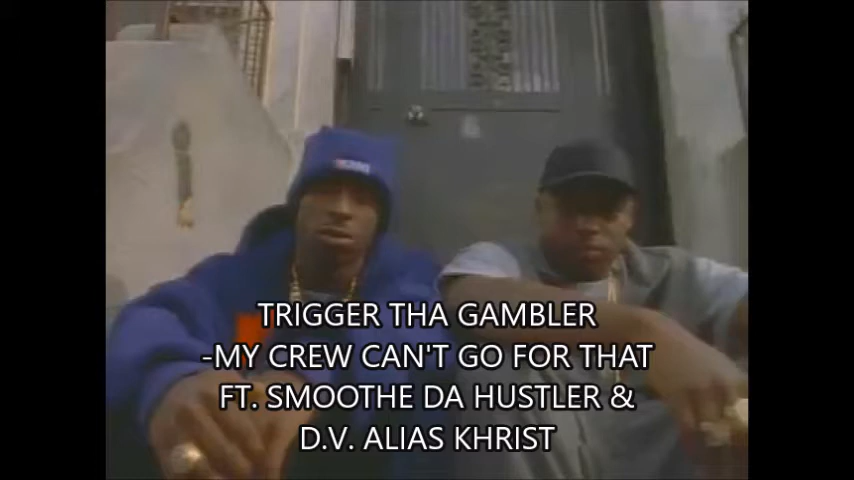 TRIGGER THA GAMBLER
-MY CREW CAN'T GO FOR THAT
FT. SMOOTHE DA HUSTLER &
D.V. ALIAS KHRIST